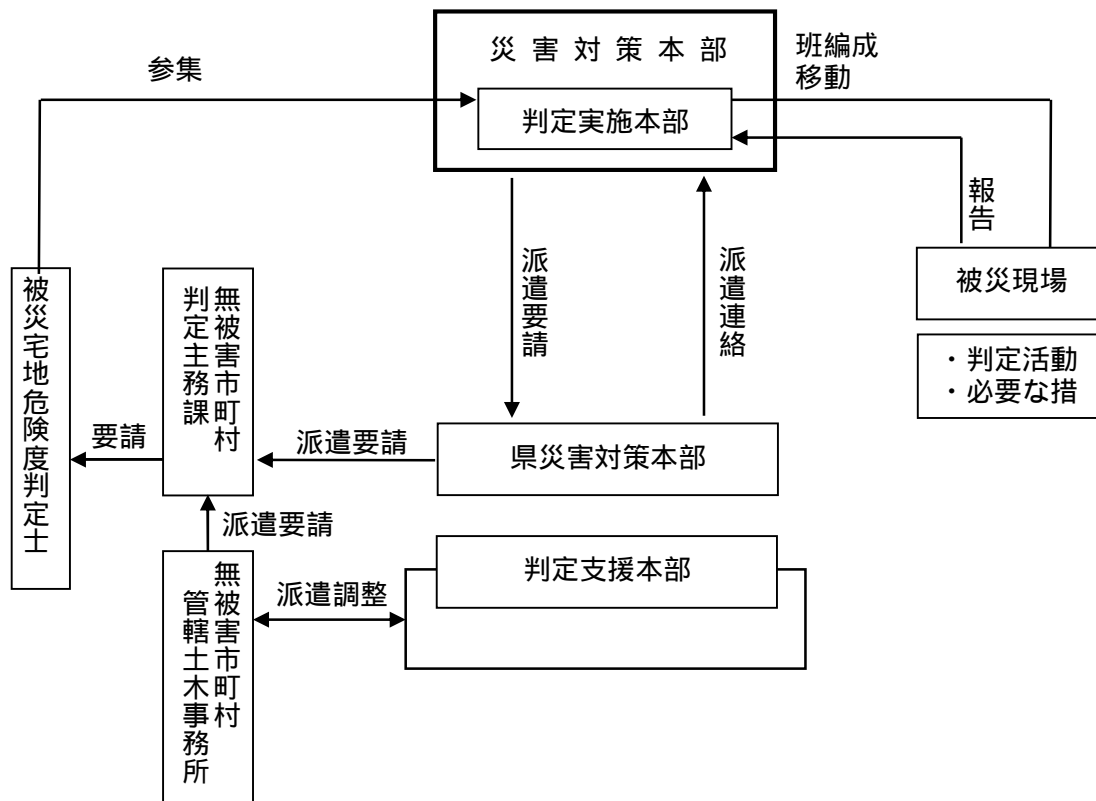 災害対策本部
参集
班編成
移動
判定実施本部
報告
派遣要請
派遣連絡
被災現場
・判定活動
・必要な措
被災宅地危険度判定士
無被害市町村
判定主務課
要請
派遣要請
県災害対策本部
派遣要請
判定支援本部
無被害市町村
管轄土木事務所
派遣調整